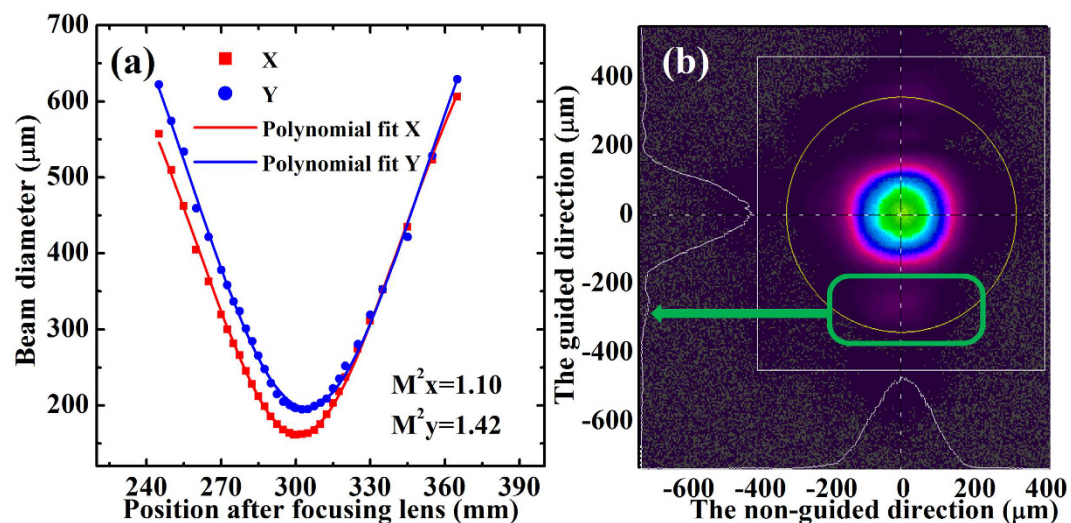 700
600
500
400
300
200
Beam diameter (μm)
(a)
X
Y
Polynomial fit X
Polynomial fit Y
M²x=1.10
M²y=1.42
240 270 300 330 360 390
Position after focusing lens (mm)
(b)
400
200
0
-200
-400
-600
The guided direction (μm)
-600 -400 -200 0 200 400
The non-guided direction (μm)